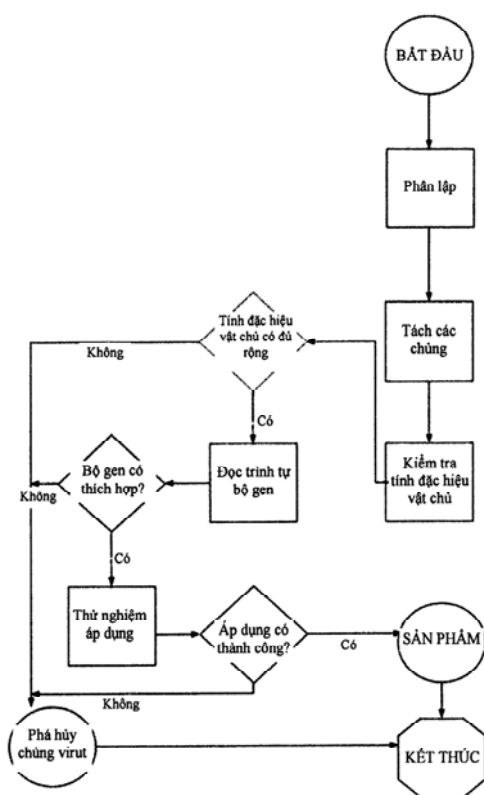 BẮT ĐẦU
Phân lập
Tách các
chủng
Kiểm tra
tính đặc hiệu
vật chủ
Tính đặc hiệu
vật chủ có đủ
rộng
Không
Có
Đọc trình tự
bộ gen
Bộ gen có
thích hợp?
Không
Có
Thử nghiệm
áp dụng
Áp dụng có
thành công?
Có
Không
SẢN PHẨM
Phá hủy
chủng virut
KẾT THÚC